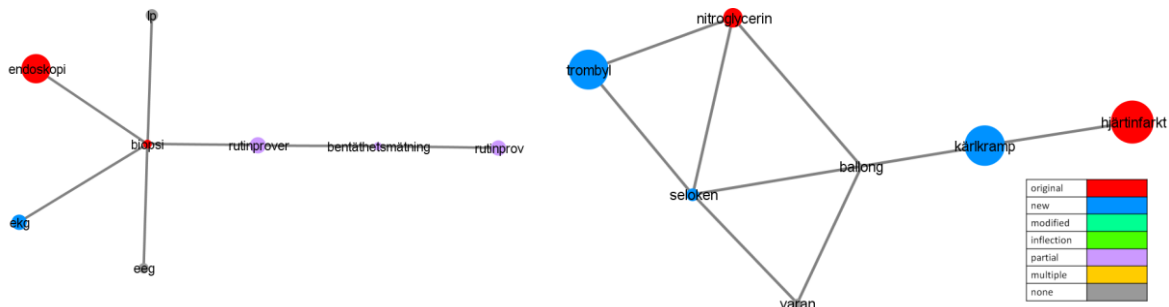 lp
endoskopi
biopsi
rutinprover
bentäthetsmätning
rutinprov
ekg
eeg
nitroglycerin
trombyl
hjärtinfarkt
kärlkramp
ballong
seloken
varan
original
new
modified
inflection
partial
multiple
none